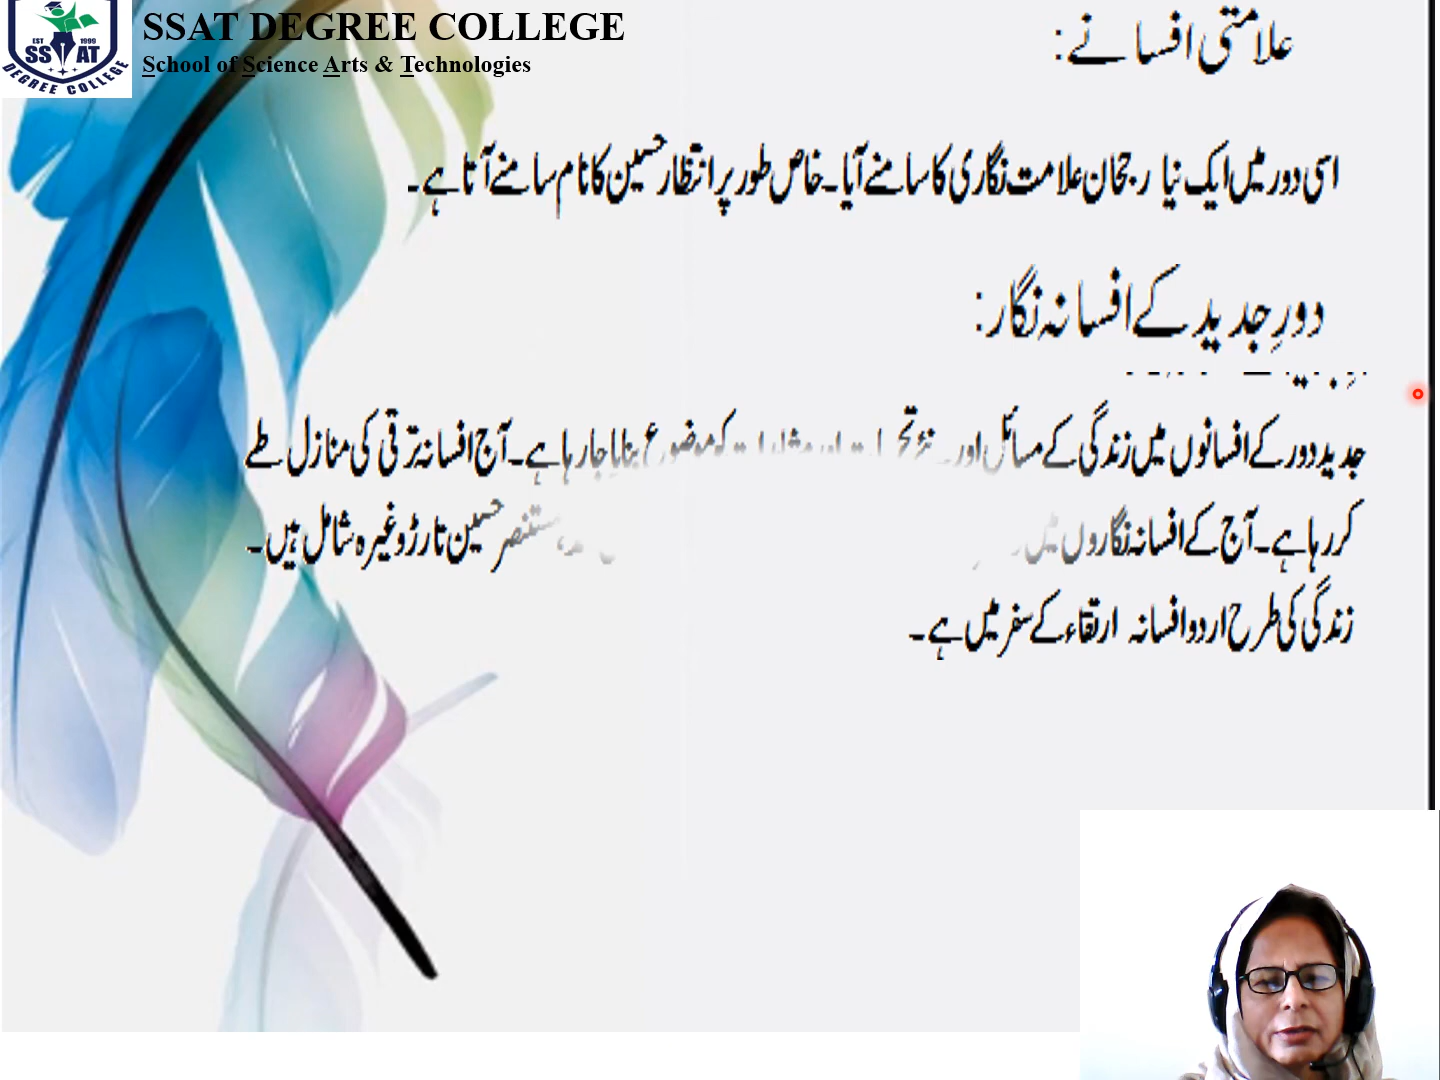 SSAT DEGREE COLLEGE
School of Science Arts & Technologies
EST 1990
SSAT
DEGREE COLLEGE
علامتی افسانے:
اسی دور میں ایک نیا رجحان علامت نگاری کا سامنے آیا۔ خاص طور پر انتظار حسین کا نام سامنے آتا ہے۔
دورِ جدید کے افسانہ نگار:
جدید دور کے افسانوں میں زندگی کے مسائل اور نئے کو موضوع بنایا جا رہا ہے۔ آج افسانہ ترقی کی منازل طے
کر رہا ہے۔ آج کے افسانہ نگاروں میں مستنصر حسین تارڑ وغیرہ شامل ہیں۔
زندگی کی طرح اردو افسانہ ارتقاء کے سفر میں ہے۔